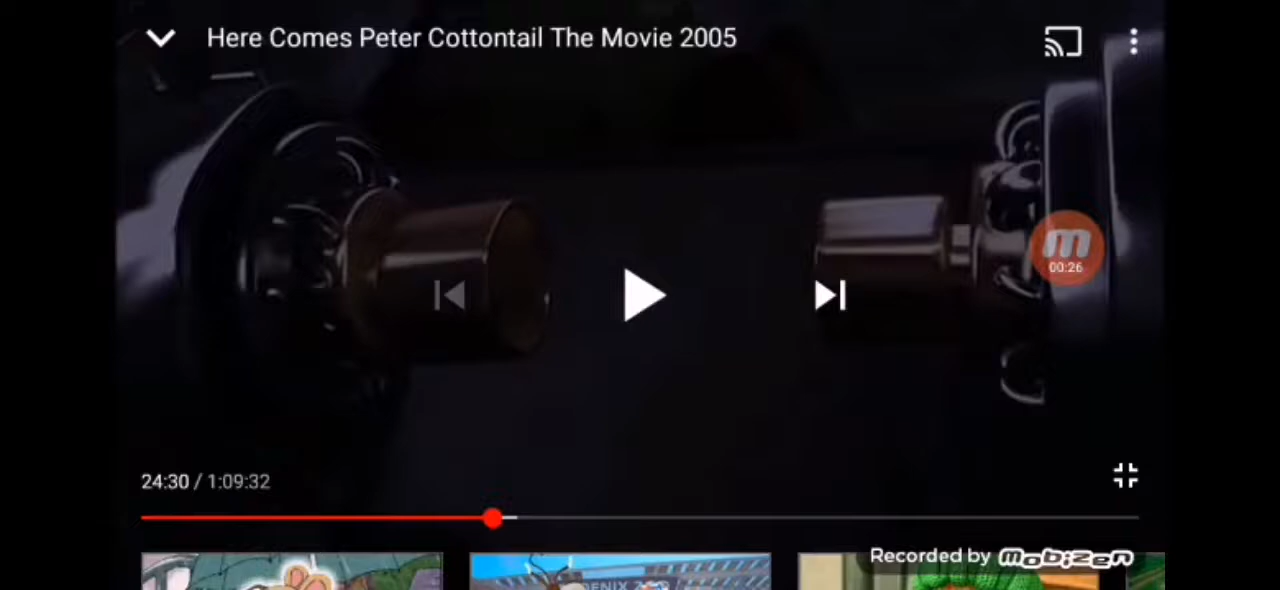 Here Comes Peter Cottontail The Movie 2005
m
00:26
24:30 / 1:09:32
Recorded by mobizen